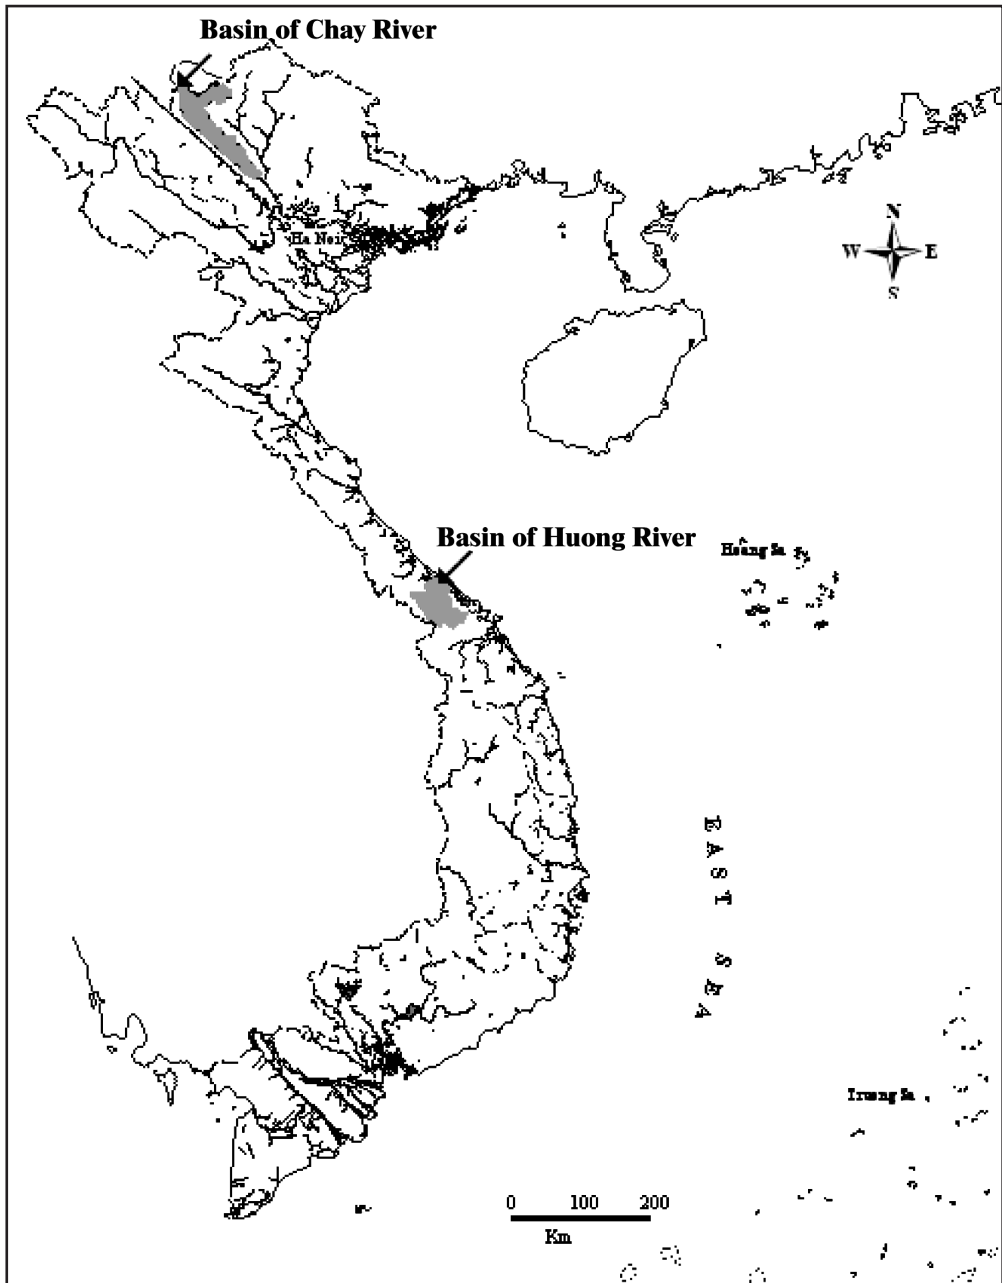 Basin of Chay River
Ha Noi
N
W E
S
Basin of Huong River
Hoàng Sa
EAST SEA
Truong Sa
0 100 200
Km